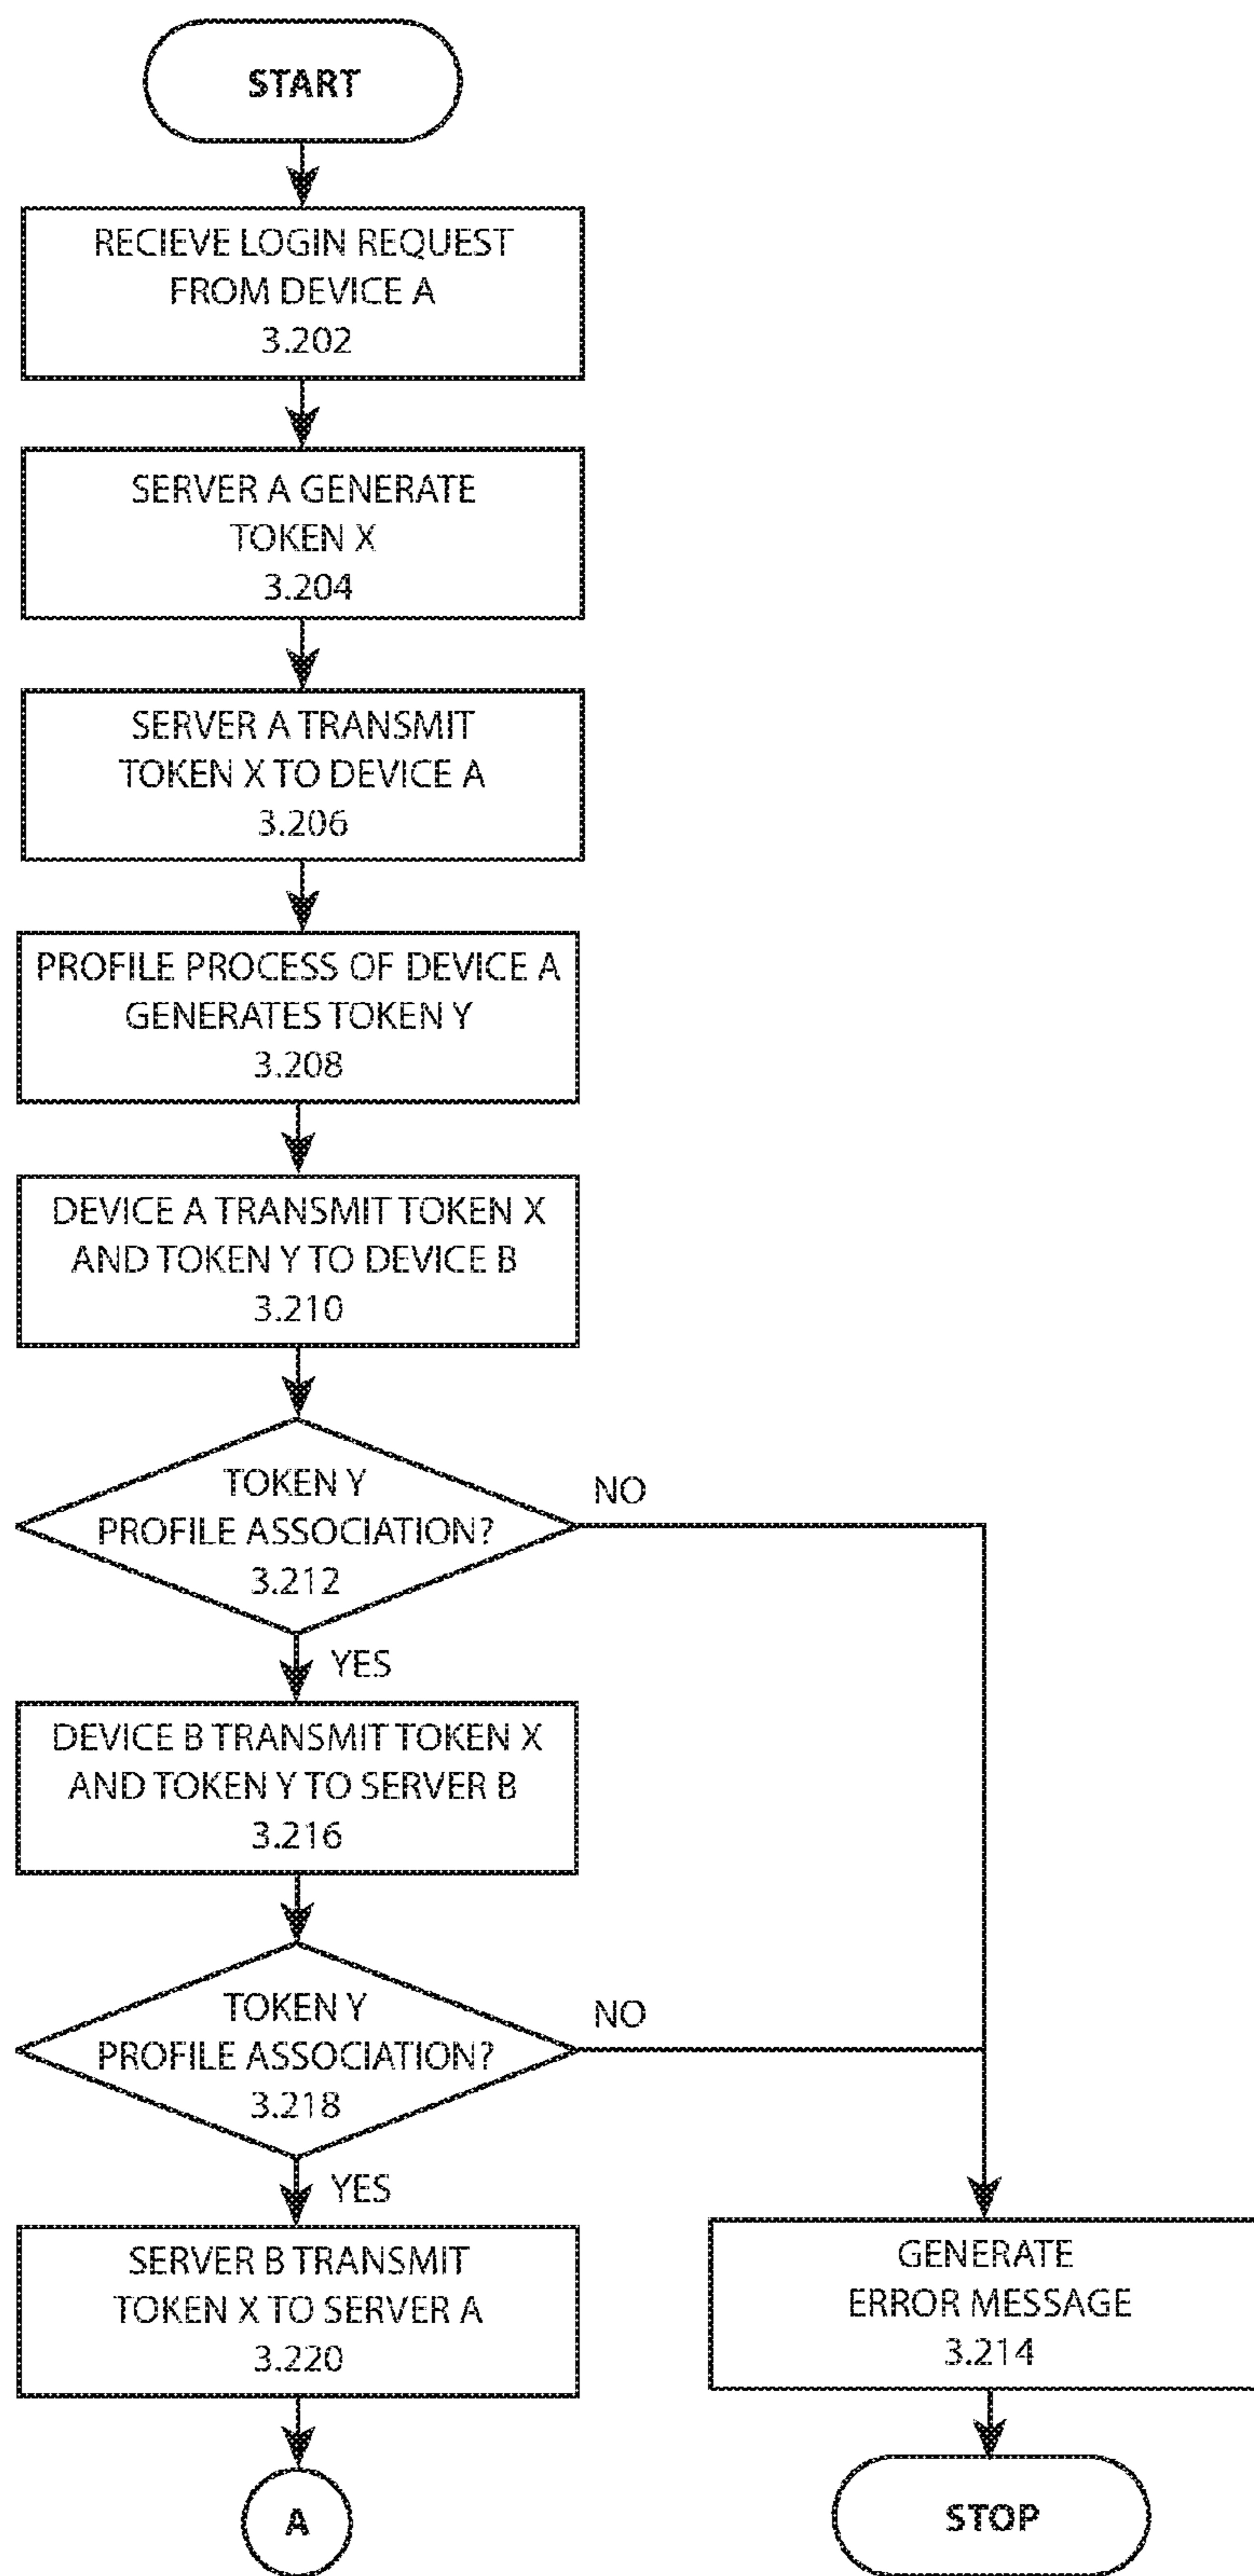 START
RECIEVE LOGIN REQUEST
FROM DEVICE A
3.202
SERVER A GENERATE
TOKEN X
3.204
SERVER A TRANSMIT
TOKEN X TO DEVICE A
3.206
PROFILE PROCESS OF DEVICE A
GENERATES TOKEN Y
3.208
DEVICE A TRANSMIT TOKEN X
AND TOKEN Y TO DEVICE B
3.210
TOKEN Y
PROFILE ASSOCIATION?
3.212
NO
YES
DEVICE B TRANSMIT TOKEN X
AND TOKEN Y TO SERVER B
3.216
TOKEN Y
PROFILE ASSOCIATION?
3.218
NO
YES
SERVER B TRANSMIT
TOKEN X TO SERVER A
3.220
GENERATE
ERROR MESSAGE
3.214
A
STOP